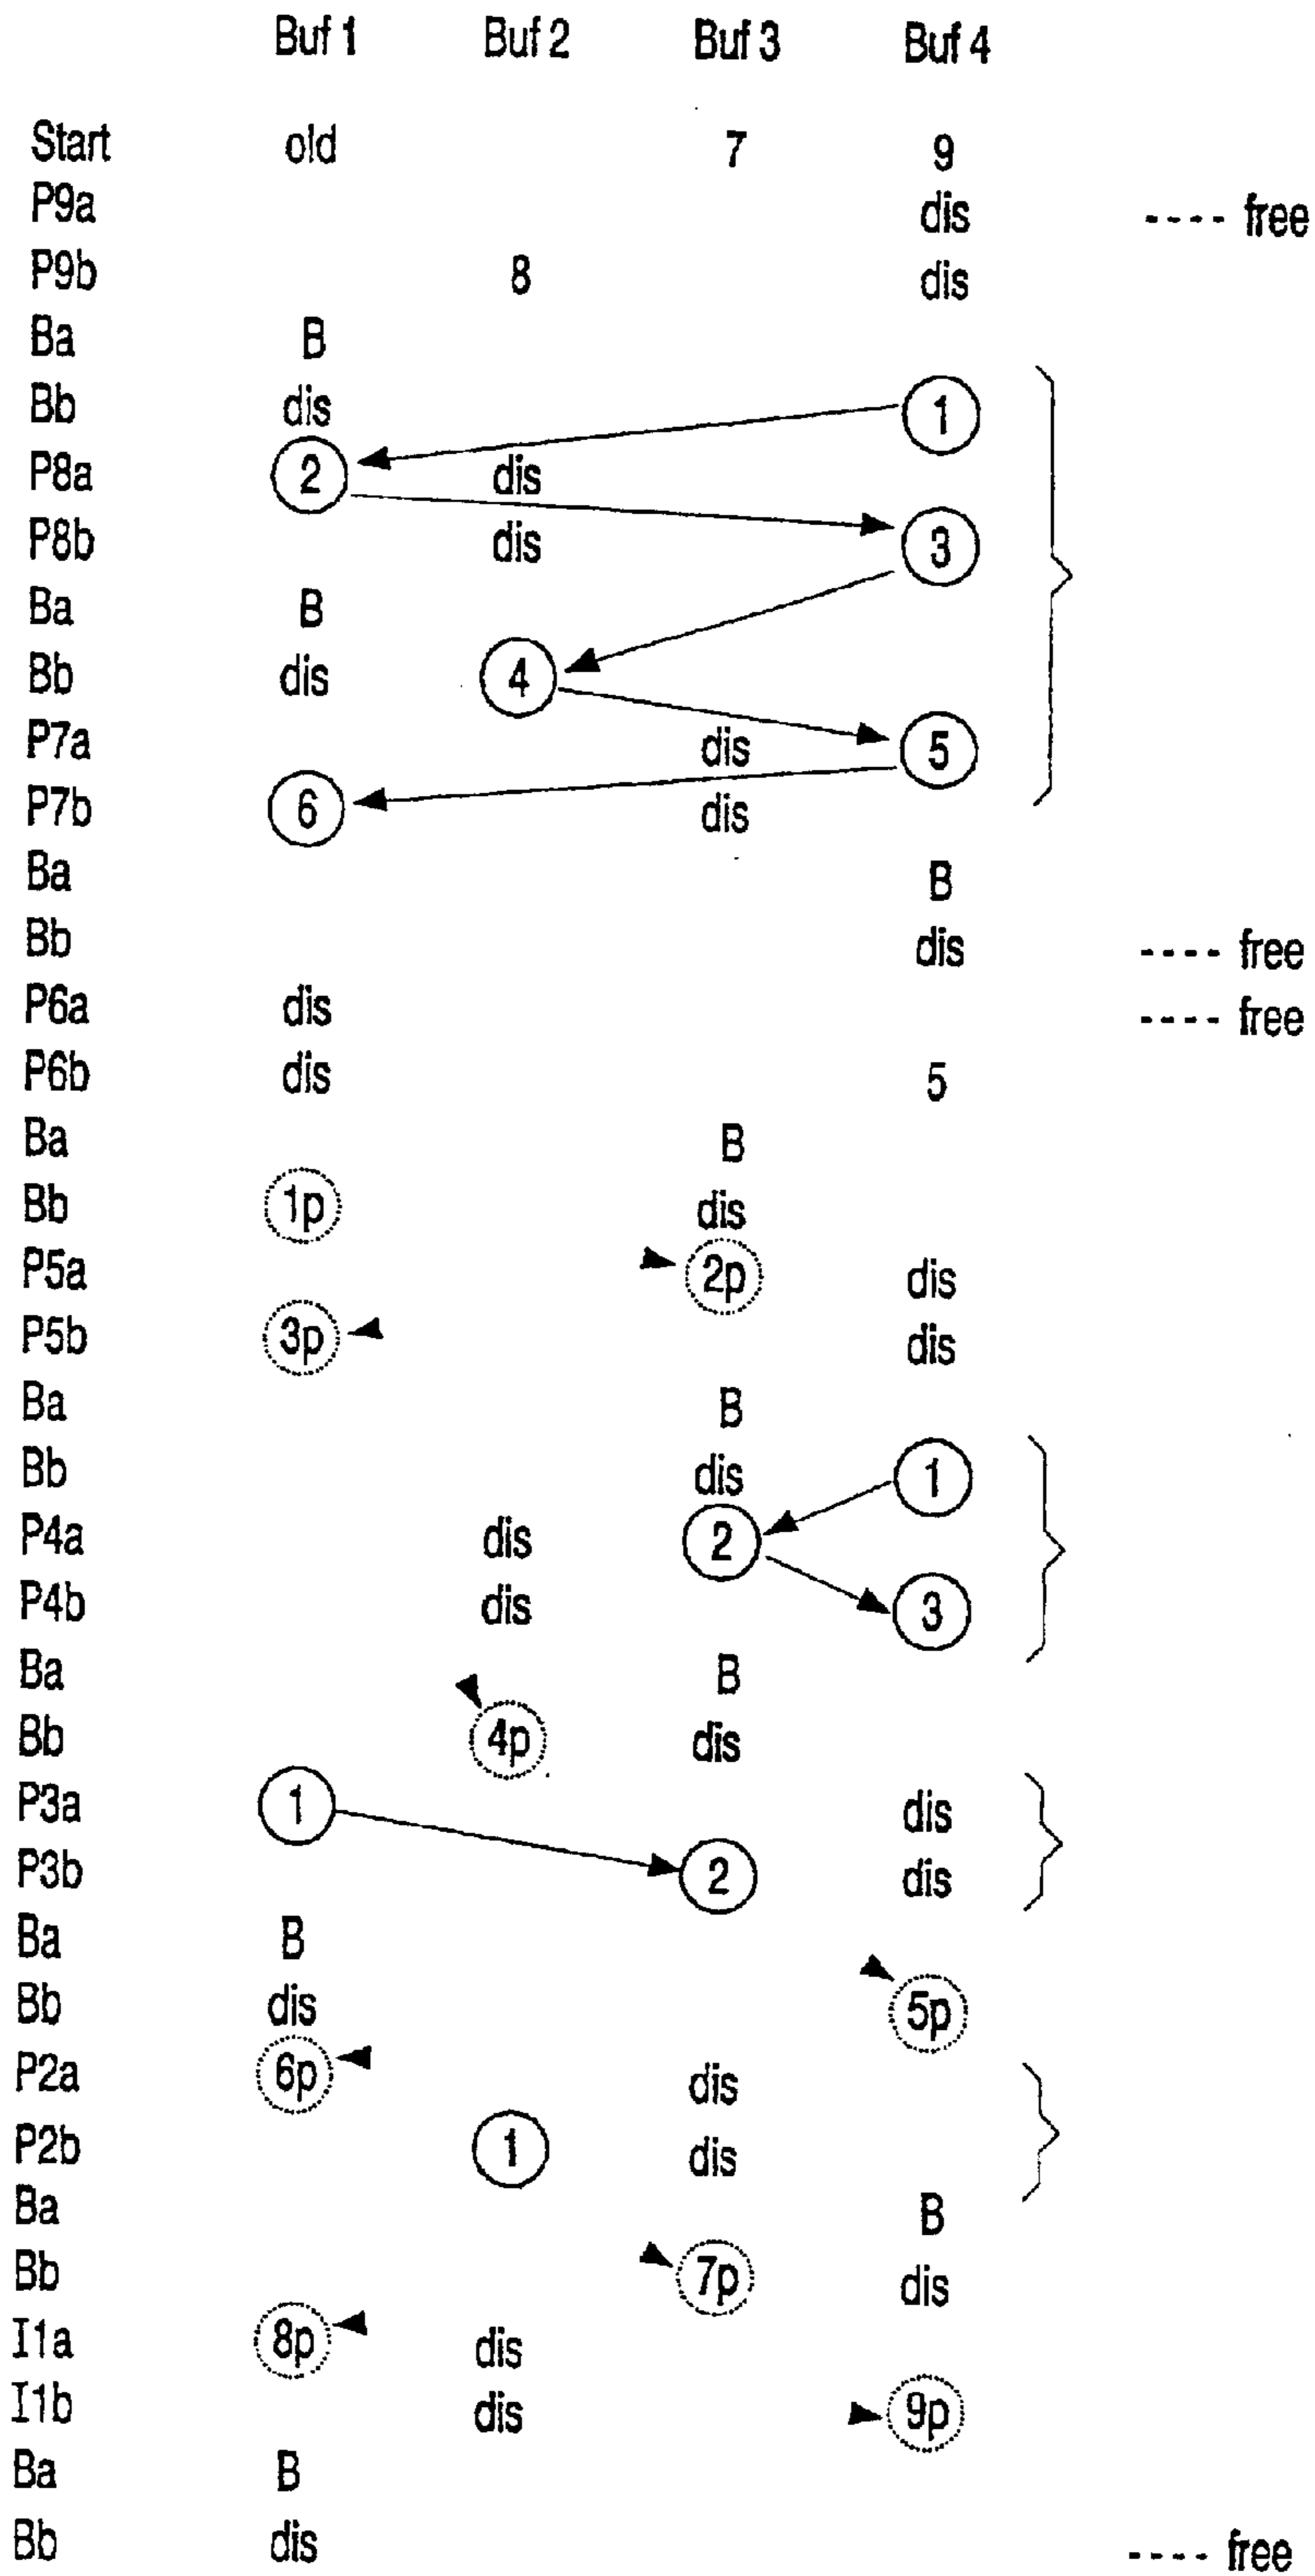 Buf 1 Buf 2 Buf 3 Buf 4
Start old 7 9
P9a dis ---- free
P9b 8 dis
Ba B
Bb dis 1
P8a 2 dis
P8b dis 3
Ba B
Bb dis 4
P7a dis 5
P7b 6 dis
Ba B
Bb dis ---- free
P6a dis ---- free
P6b dis 5
Ba B
Bb 1p dis
P5a 2p dis
P5b 3p dis
Ba B
Bb dis 1
P4a dis 2
P4b dis 3
Ba B
Bb 4p dis
P3a 1 dis
P3b 2 dis
Ba B
Bb dis 5p
P2a 6p dis
P2b 1 dis
Ba B
Bb 7p dis
I1a 8p dis
I1b dis 9p
Ba B
Bb dis ---- free